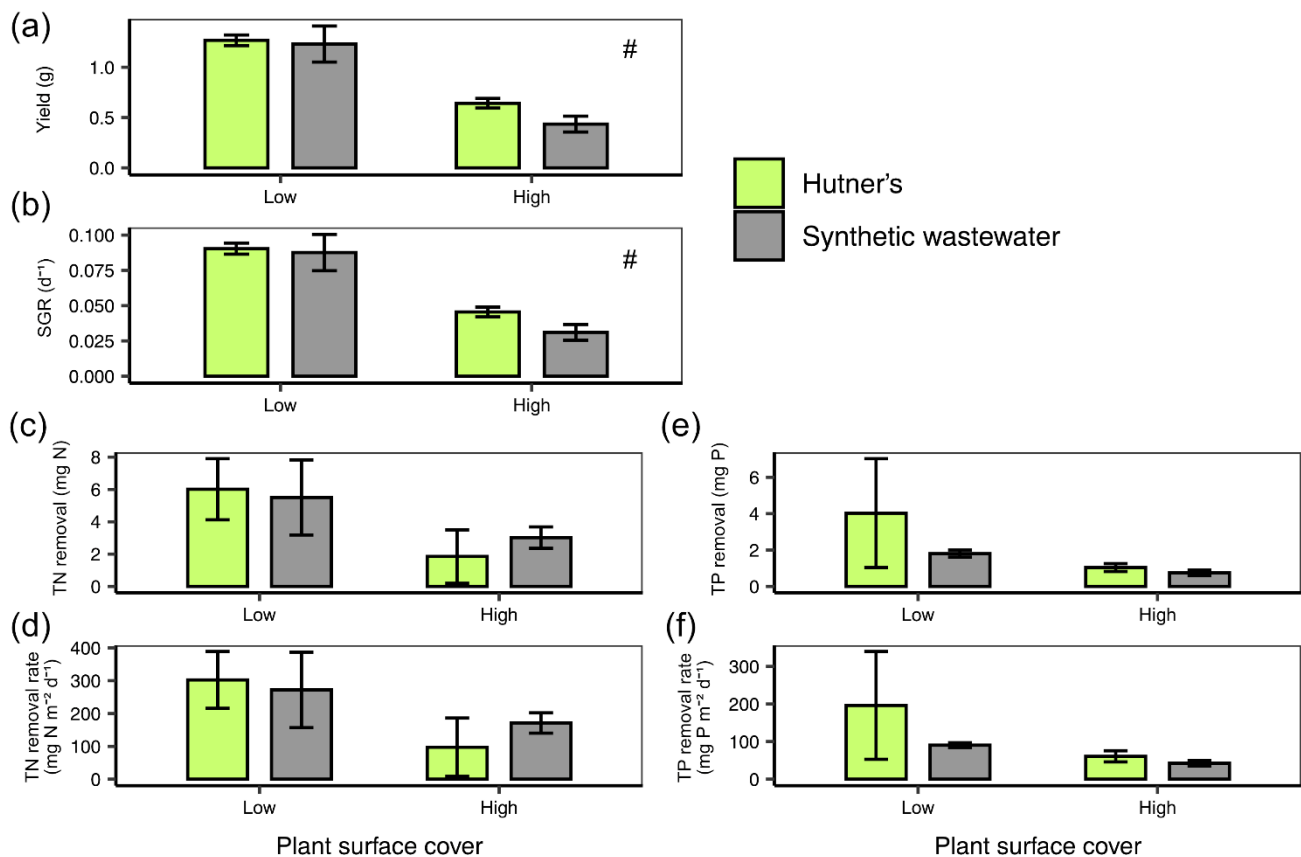 (a)
Yield (g)
1.0
0.5
0.0
#
Low
High
(b)
SGR (d⁻¹)
0.100
0.075
0.050
0.025
0.000
#
Low
High
Hutner's
Synthetic wastewater
(c)
TN removal (mg N)
8
6
4
2
0
Low
High
(d)
TN removal rate
(mg N m⁻² d⁻¹)
400
300
200
100
0
Low
High
Plant surface cover
(e)
TP removal (mg P)
6
4
2
0
Low
High
(f)
TP removal rate
(mg P m⁻² d⁻¹)
300
200
100
0
Low
High
Plant surface cover